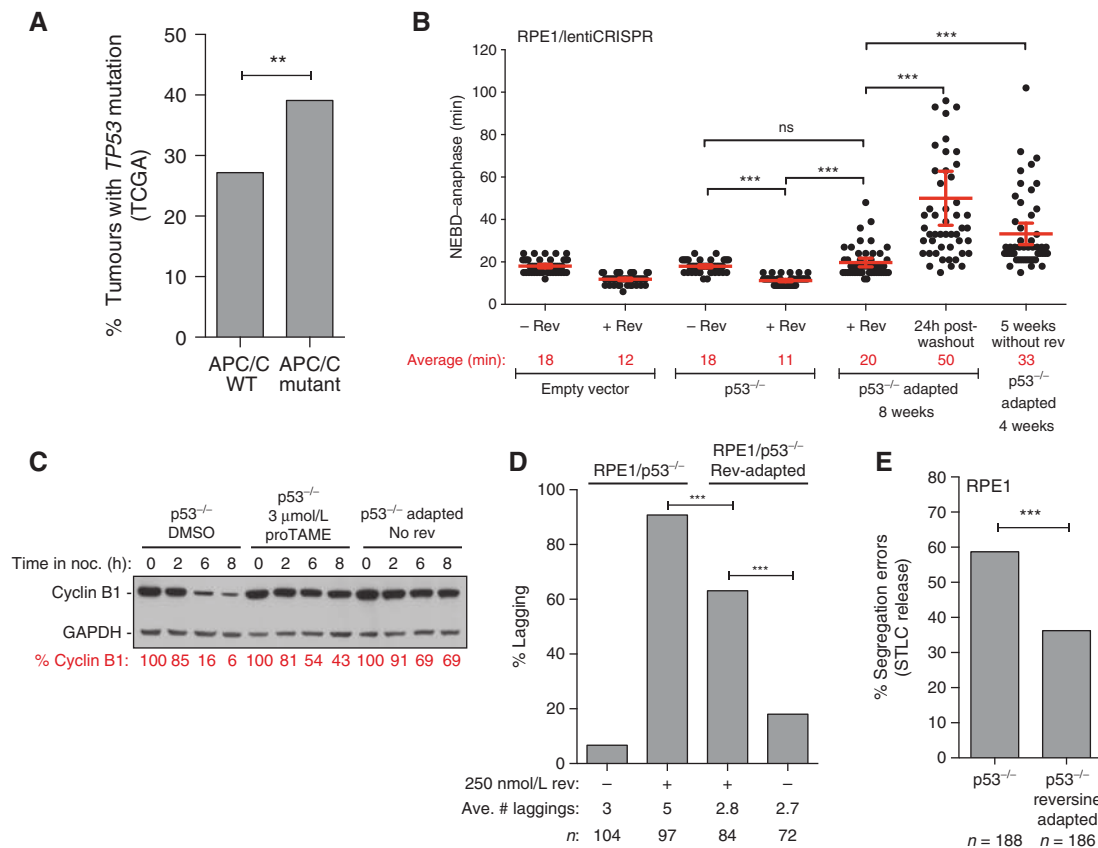 A
% Tumours with TP53 mutation
(TCGA)
50
40
30
20
10
0
**
APC/C
WT
APC/C
mutant
B
RPE1/lentiCRISPR
NEBD–anaphase (min)
120
100
80
60
40
20
0
***
***
ns
***
***
– Rev
+ Rev
– Rev
+ Rev
+ Rev
24h post-
washout
5 weeks
without rev
Average (min): 18 12 18 11 20 50 33
Empty vector
p53–/–
p53–/– adapted
8 weeks
p53–/–
adapted
4 weeks
C
p53–/–
DMSO
p53–/–
3 μmol/L
proTAME
p53–/– adapted
No rev
Time in noc. (h): 0 2 6 8 0 2 6 8 0 2 6 8
Cyclin B1 -
GAPDH -
% Cyclin B1: 100 85 16 6 100 81 54 43 100 91 69 69
D
RPE1/p53–/–
RPE1/p53–/–
Rev-adapted
% Lagging
100
80
60
40
20
0
***
***
250 nmol/L rev: – + + –
Ave. # laggings: 3 5 2.8 2.7
n: 104 97 84 72
E
RPE1
% Segregation errors
(STLC release)
80
70
60
50
40
30
20
10
0
***
p53–/–
p53–/–
reversine
adapted
n = 188 n = 186